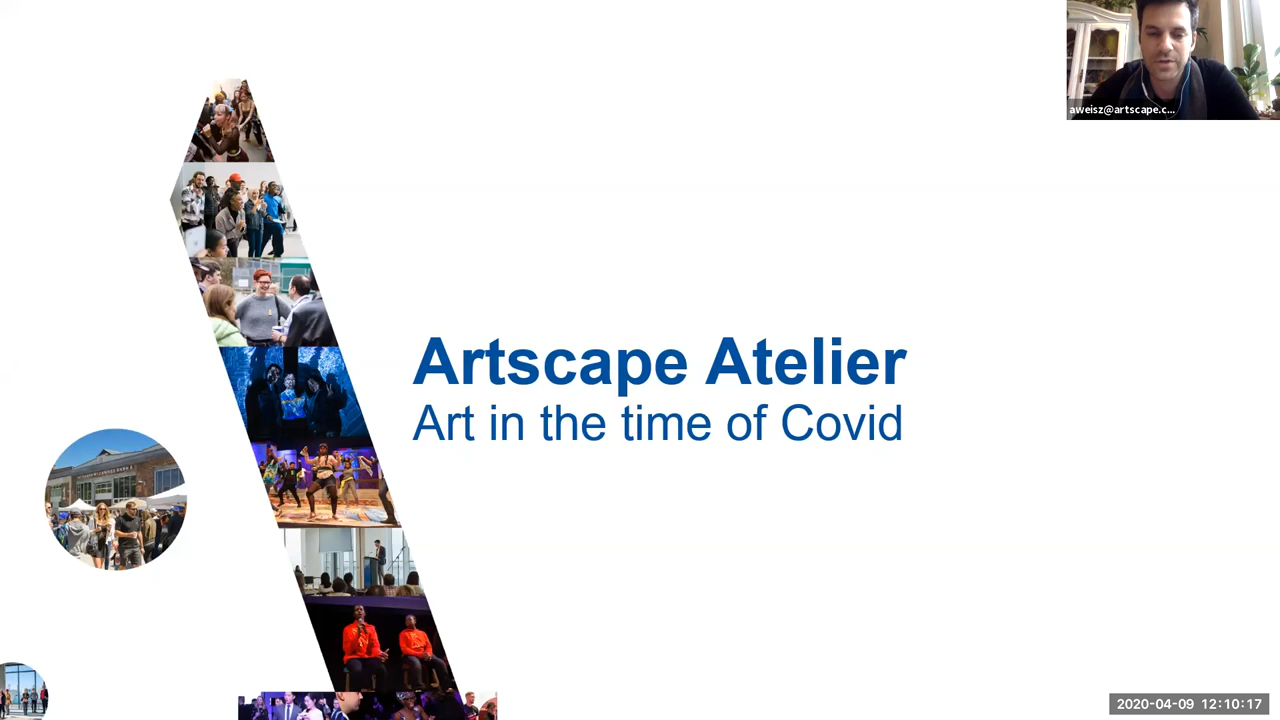 aweisz@artscape.c...
Artscape Atelier
Art in the time of Covid
2020-04-09 12:10:17